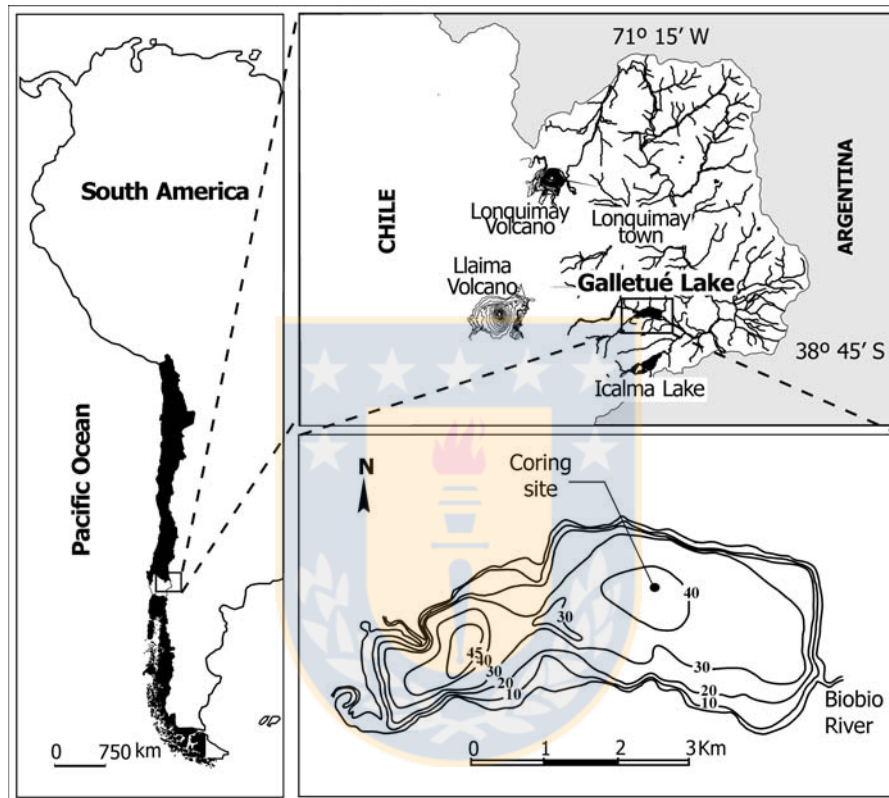 South America
Pacific Ocean
0 750 km
71º 15′ W
CHILE
ARGENTINA
Lonquimay
Volcano
Lonquimay
town
Llaima
Volcano
Galletué Lake
38º 45′ S
Icalma Lake
N
Coring
site
40
30
45
40
30
20
10
30
20
10
Biobio
River
0 1 2 3Km